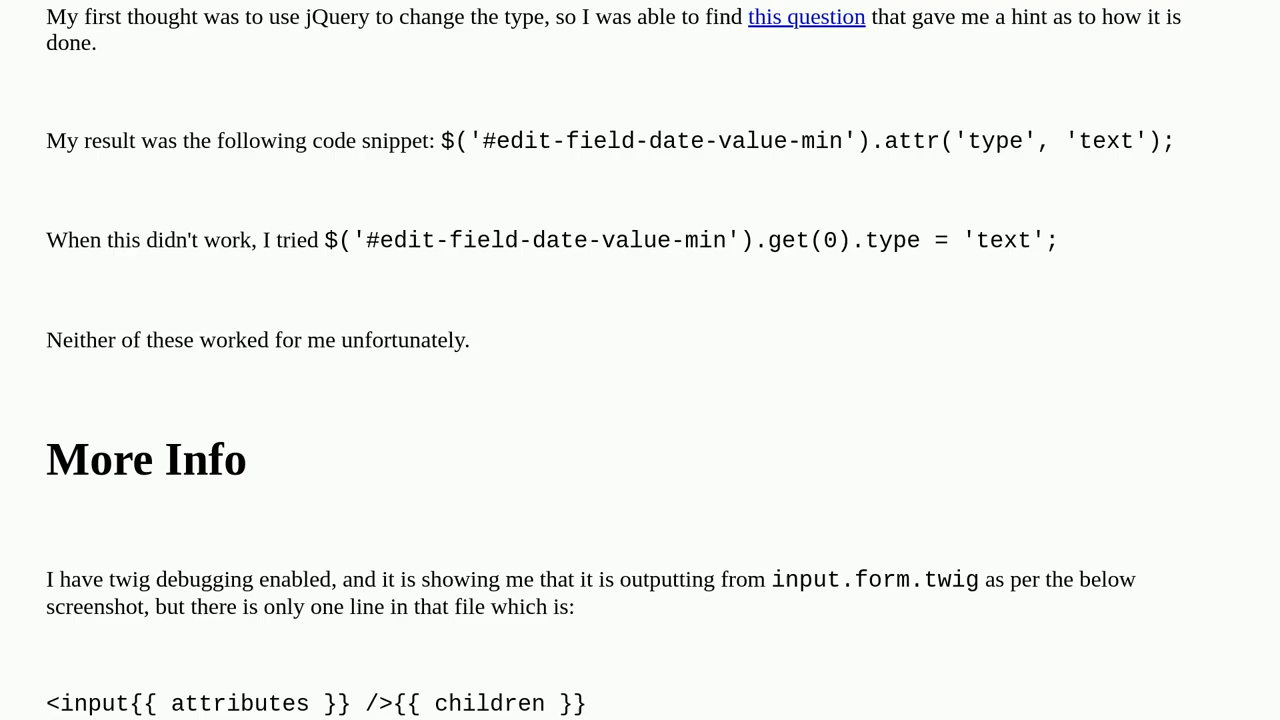 My first thought was to use jQuery to change the type, so I was able to find this question that gave me a hint as to how it is
done.
My result was the following code snippet: $('#edit-field-date-value-min').attr('type', 'text');
When this didn't work, I tried $('#edit-field-date-value-min').get(0).type = 'text';
Neither of these worked for me unfortunately.
More Info
I have twig debugging enabled, and it is showing me that it is outputting from input.form.twig as per the below
screenshot, but there is only one line in that file which is:
<input{{ attributes }} />{{ children }}